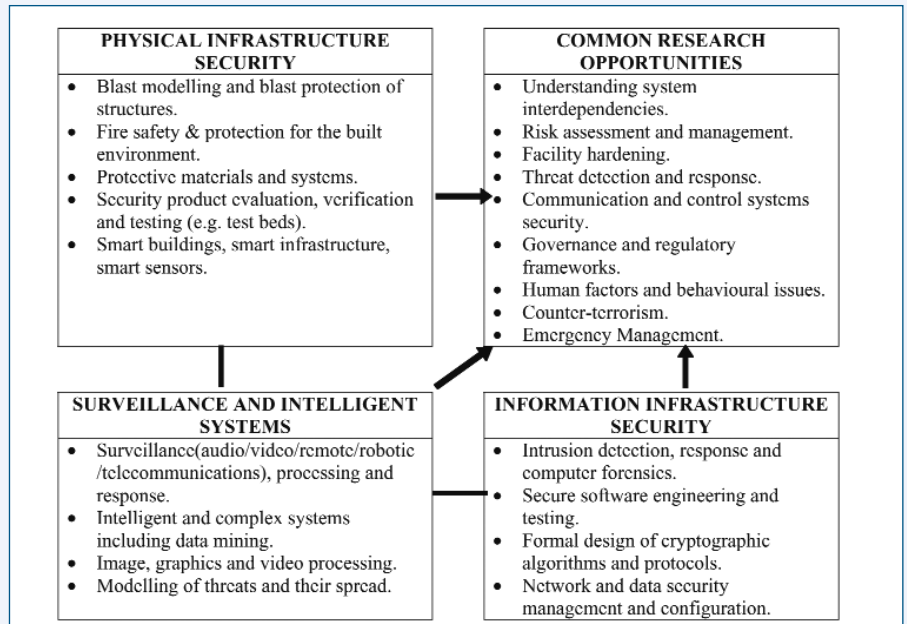 PHYSICAL INFRASTRUCTURE
SECURITY
• Blast modelling and blast protection of
structures.
• Fire safety & protection for the built
environment.
• Protective materials and systems.
• Security product evaluation, verification
and testing (e.g. test beds).
• Smart buildings, smart infrastructure,
smart sensors.
COMMON RESEARCH
OPPORTUNITIES
• Understanding system
interdependencies.
• Risk assessment and management.
• Facility hardening.
• Threat detection and response.
• Communication and control systems
security.
• Governance and regulatory
frameworks.
• Human factors and behavioural issues.
• Counter-terrorism.
• Emergency Management.
SURVEILLANCE AND INTELLIGENT
SYSTEMS
• Surveillance(audio/video/remote/robotic
/telecommunications), processing and
response.
• Intelligent and complex systems
including data mining.
• Image, graphics and video processing.
• Modelling of threats and their spread.
INFORMATION INFRASTRUCTURE
SECURITY
• Intrusion detection, response and
computer forensics.
• Secure software engineering and
testing.
• Formal design of cryptographic
algorithms and protocols.
• Network and data security
management and configuration.